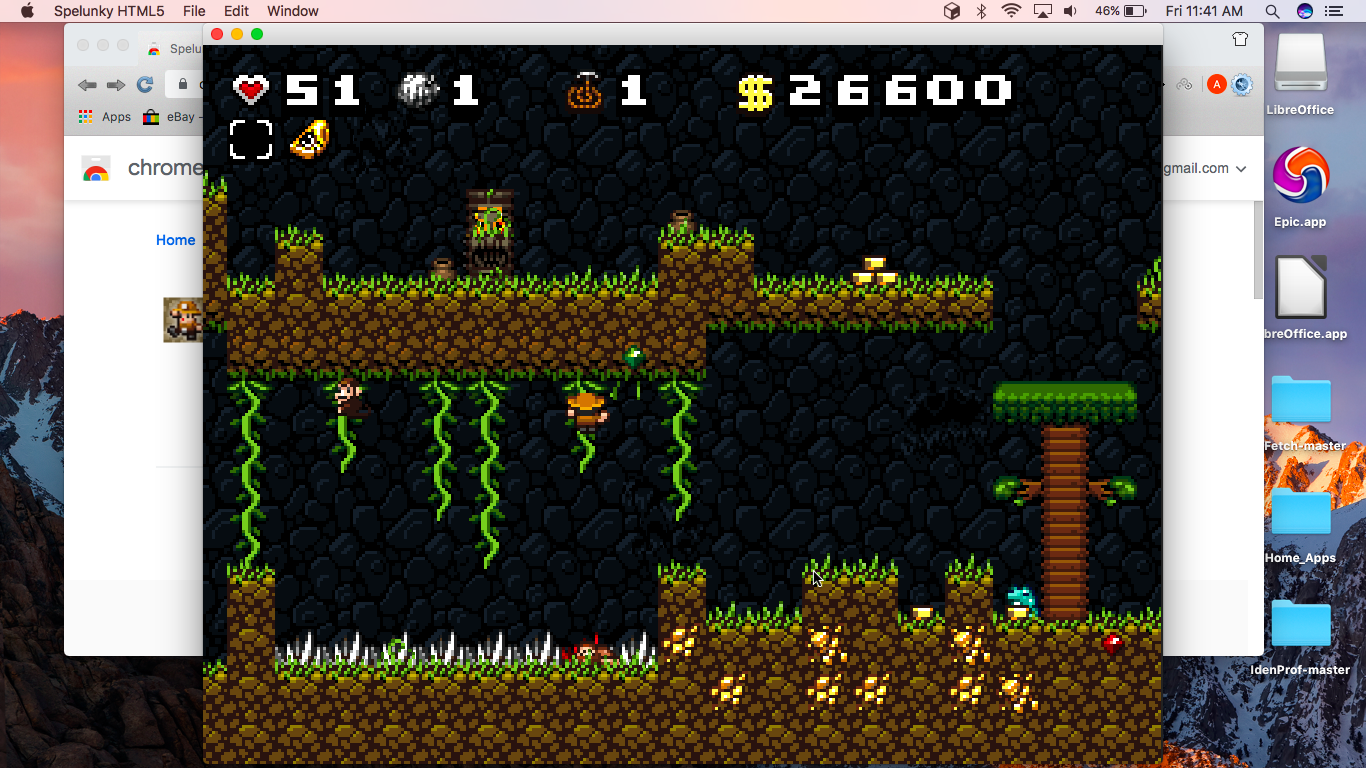 Spelunky HTML5 File Edit Window 46% Fri 11:41 AM
Spelu
51 1 1 $26600
A
Apps eBay -
LibreOffice
chrome
gmail.com
Epic.app
Home
breOffice.app
Fetch-master
Home_Apps
IdenProf-master